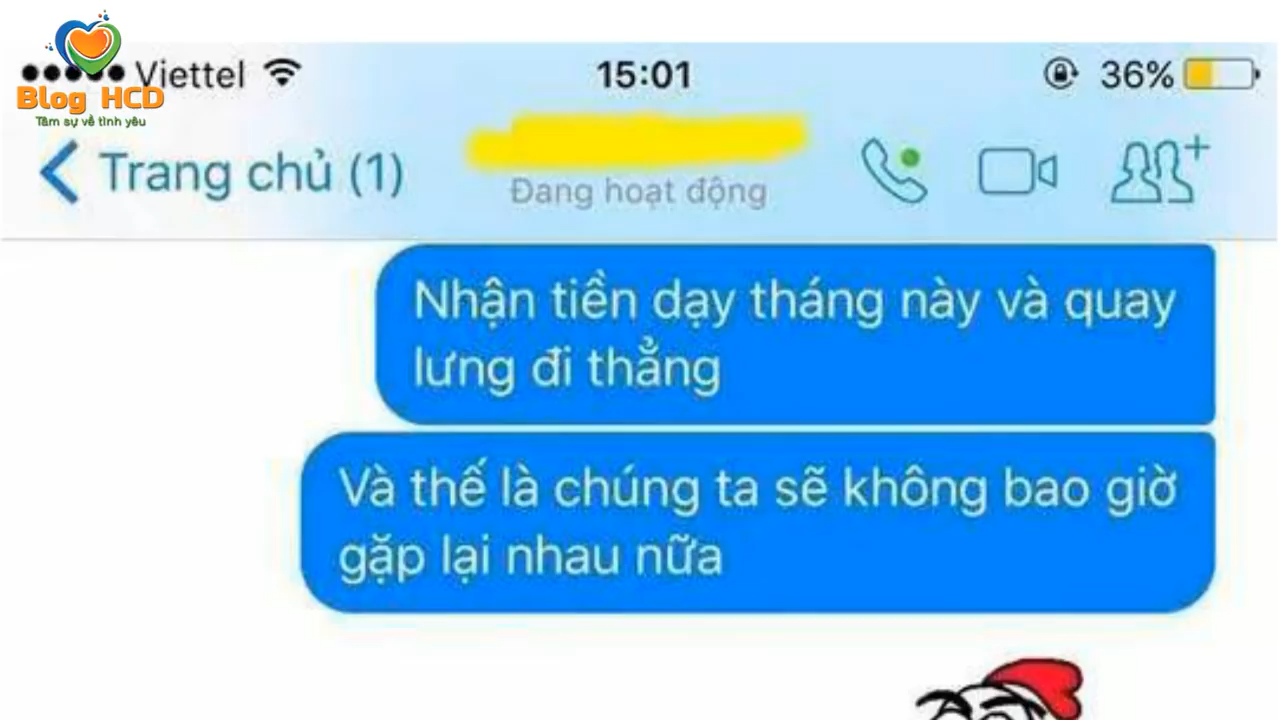 Viettel 15:01 36%
Blog HCD
Tâm sự về tình yêu
Trang chủ (1)
Đang hoạt động
Nhận tiền dạy tháng này và quay
lưng đi thẳng
Và thế là chúng ta sẽ không bao giờ
gặp lại nhau nữa